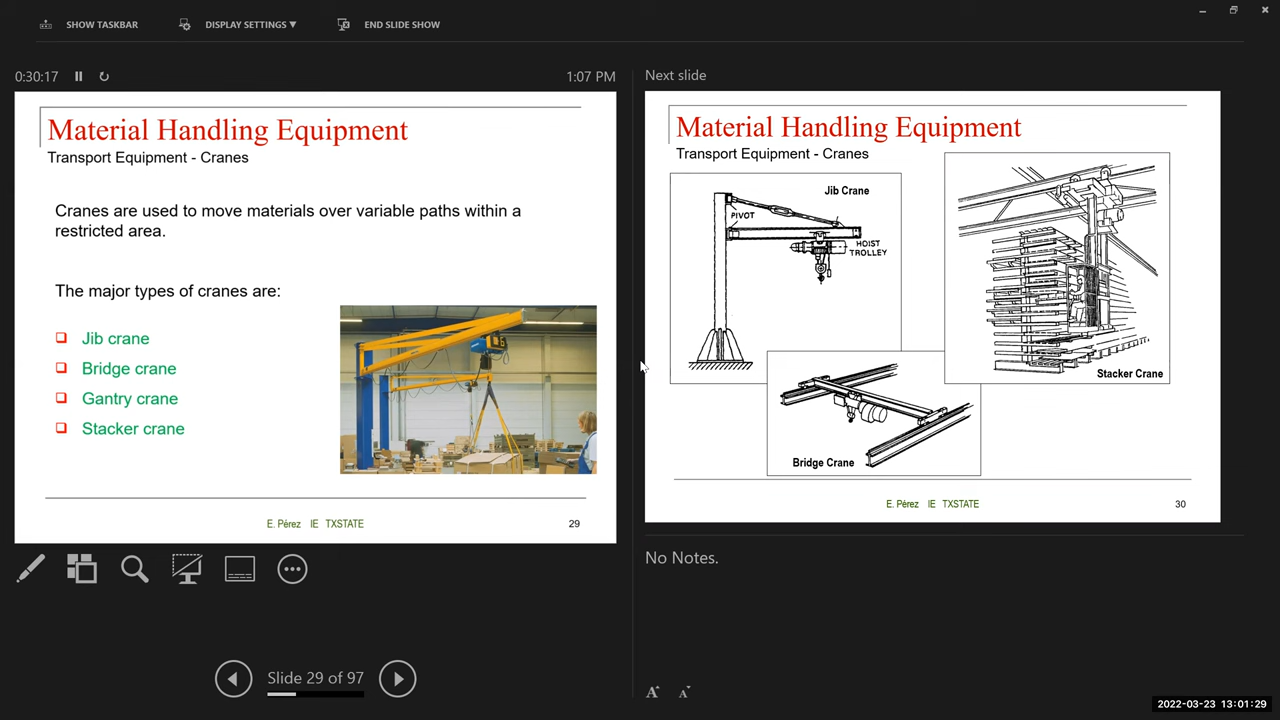 SHOW TASKBAR
DISPLAY SETTINGS ▼
END SLIDE SHOW
0:30:17
1:07 PM
Material Handling Equipment
Transport Equipment - Cranes
Cranes are used to move materials over variable paths within a
restricted area.
The major types of cranes are:
Jib crane
Bridge crane
Gantry crane
Stacker crane
E. Pérez IE TXSTATE
29
Next slide
Material Handling Equipment
Transport Equipment - Cranes
Jib Crane
PIVOT
HOIST
TROLLEY
Stacker Crane
Bridge Crane
E. Pérez IE TXSTATE
30
No Notes.
Slide 29 of 97
A A
2022-03-23 13:01:29